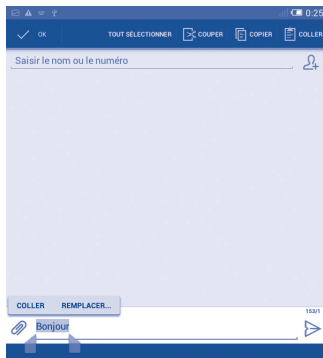 0:25
OK TOUT SÉLECTIONNER COUPER COPIER COLLER
Saisir le nom ou le numéro
COLLER REMPLACER...
153/1
Bonjour